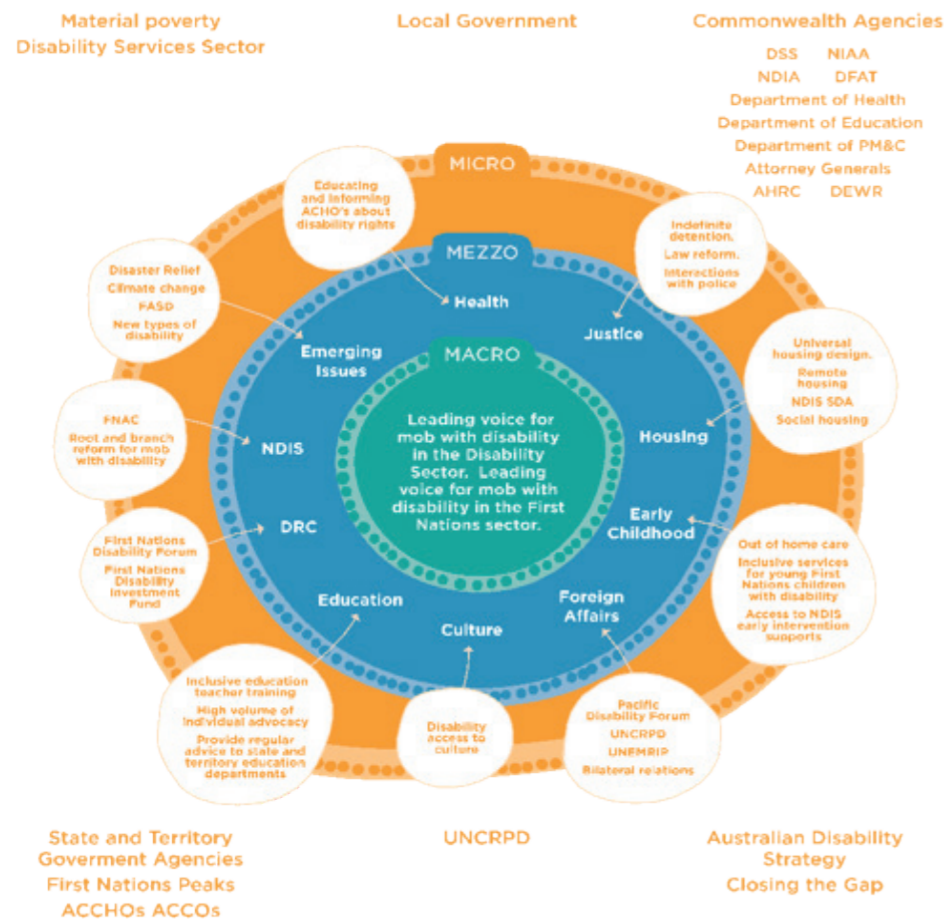 Material poverty
Disability Services Sector
Local Government
Commonwealth Agencies
DSS NIAA
NDIA DFAT
Department of Health
Department of Education
Department of PM&C
Attorney Generals
AHRC DEWR
MICRO
Educating
and informing
ACHO's about
disability rights
Indefinite
detention.
Law reform.
Interactions
with police
MEZZO
Health
Justice
Disaster Relief
Climate change
FASD
New types of
disability
Emerging
Issues
MACRO
Universal
housing design.
Remote
housing
NDIS SDA
Social housing
Housing
FNAC
Root and branch
reform for mob
with disability
NDIS
Leading voice for
mob with disability
in the Disability
Sector. Leading
voice for mob with
disability in the First
Nations sector.
Early
Childhood
First Nations
Disability Forum
First Nations
Disability
Investment
Fund
DRC
Out of home care
Inclusive services
for young First
Nations children
with disability
Access to NDIS
early intervention
supports
Education
Culture
Foreign
Affairs
Inclusive education
teacher training
High volume of
individual advocacy
Provide regular
advice to state and
territory education
departments
Disability
access to
culture
Pacific
Disability Forum
UNCRPD
UNEMRIP
Bilateral relations
State and Territory
Goverment Agencies
First Nations Peaks
ACCHOs ACCOs
UNCRPD
Australian Disability
Strategy
Closing the Gap